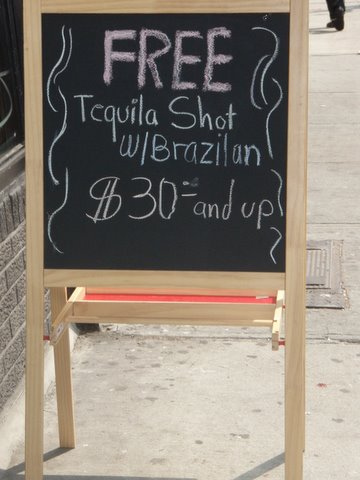 FREE
Tequila Shot
w/Brazilan
$30- and up